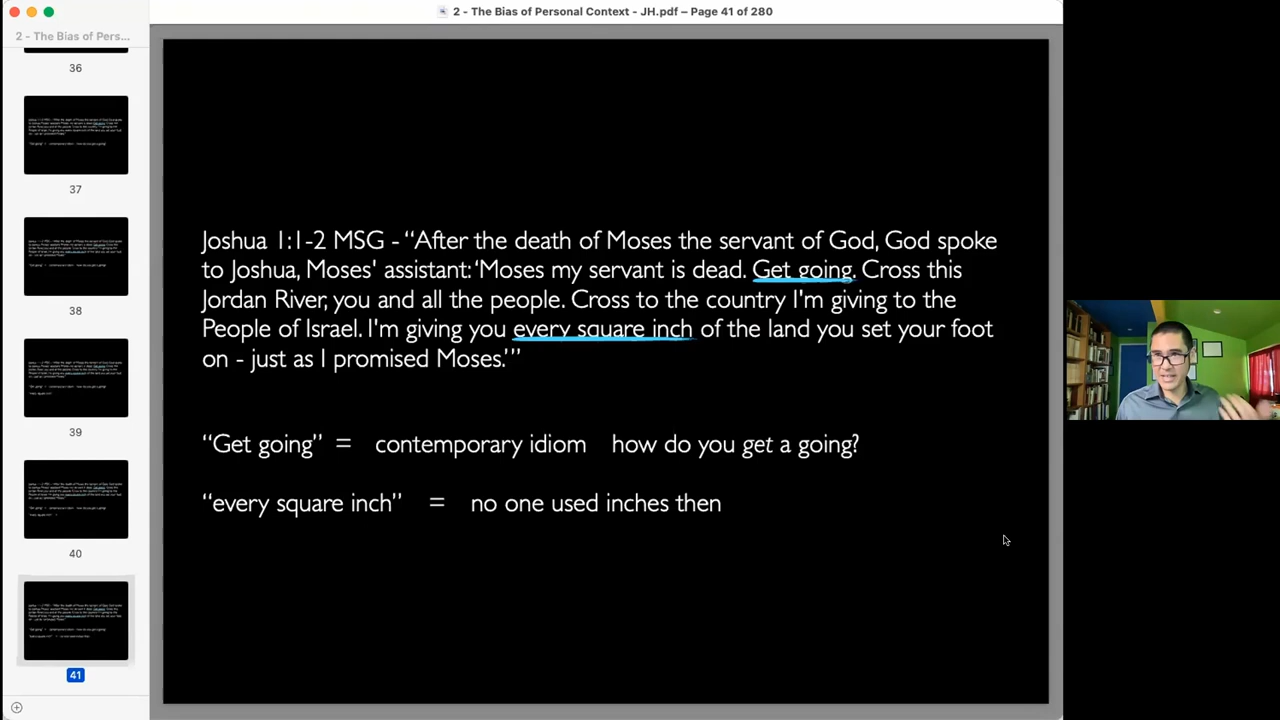 2 - The Bias of Personal Context - JH.pdf – Page 41 of 280
2 - The Bias of Pers...
36
37
38
39
40
41
Joshua 1:1-2 MSG - “After the death of Moses the servant of God, God spoke
to Joshua, Moses' assistant: ‘Moses my servant is dead. Get going. Cross this
Jordan River, you and all the people. Cross to the country I'm giving to the
People of Israel. I'm giving you every square inch of the land you set your foot
on - just as I promised Moses.’”
“Get going” = contemporary idiom how do you get a going?
“every square inch” = no one used inches then